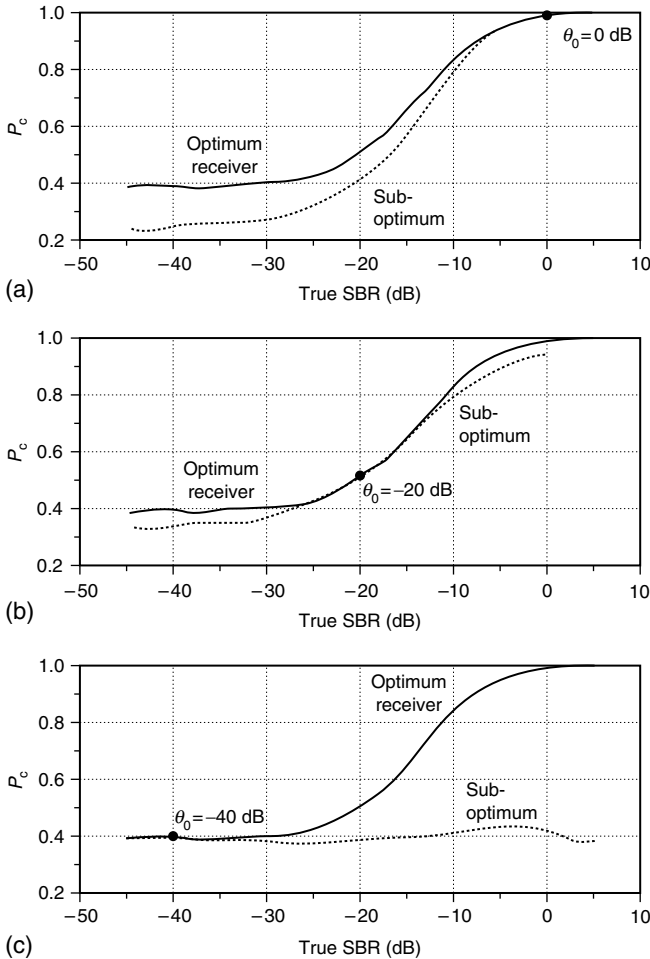 1.0
0.8
0.6
0.4
0.2
Pc
θ0=0 dB
Optimum
receiver
Sub-
optimum
−50 −40 −30 −20 −10 0 10
True SBR (dB)
(a)
1.0
0.8
0.6
0.4
0.2
Pc
Sub-
optimum
Optimum
receiver
θ0=−20 dB
−50 −40 −30 −20 −10 0 10
True SBR (dB)
(b)
1.0
0.8
0.6
0.4
0.2
Pc
Optimum
receiver
θ0=−40 dB
Sub-
optimum
−50 −40 −30 −20 −10 0 10
True SBR (dB)
(c)